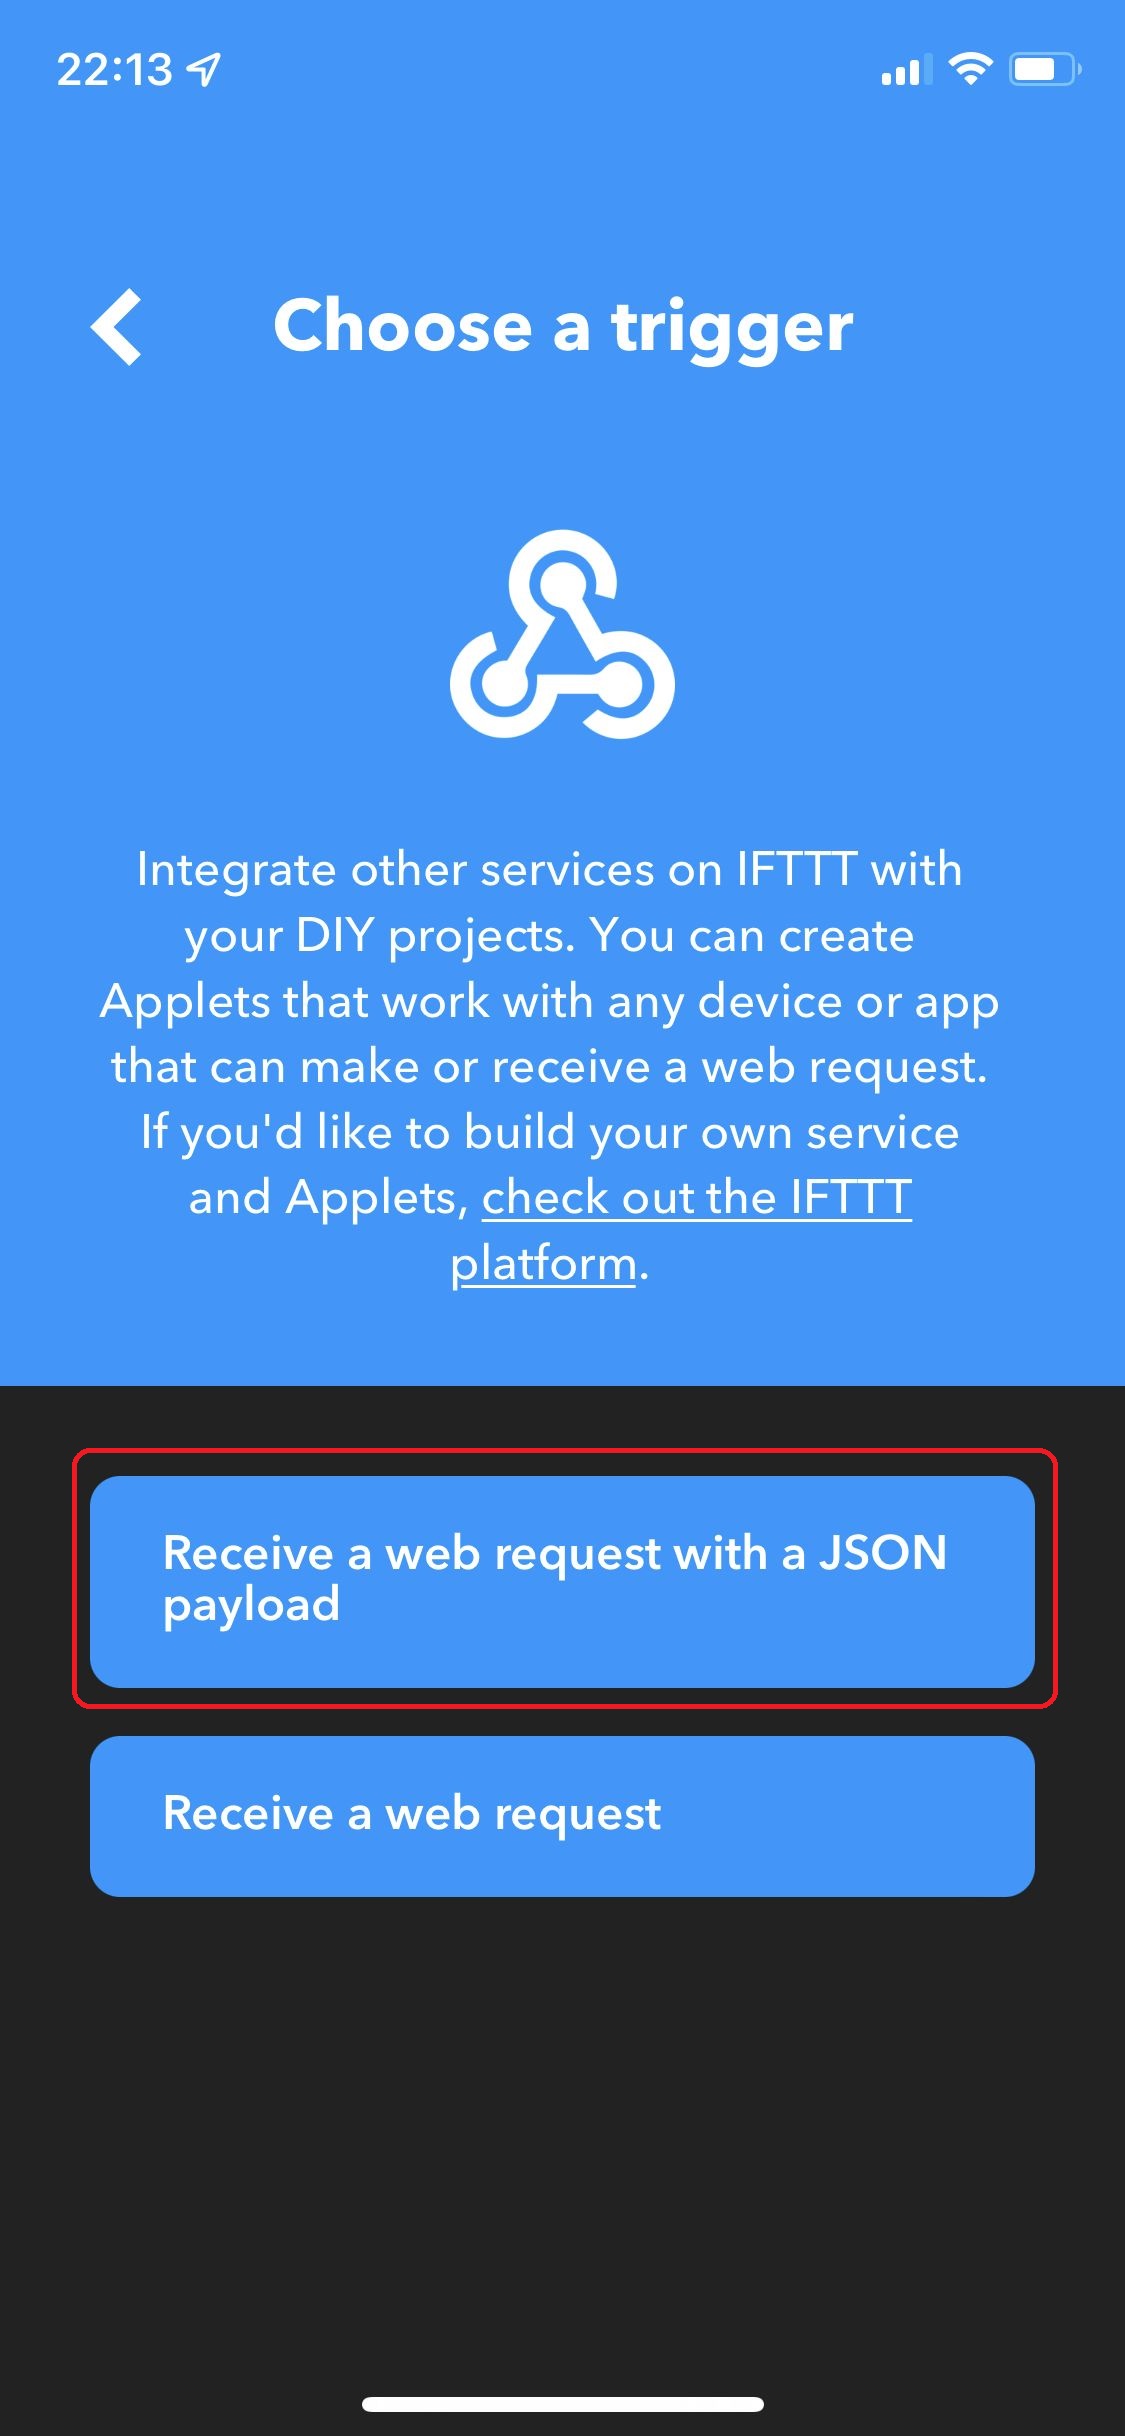 22:13
Choose a trigger
Integrate other services on IFTTT with
your DIY projects. You can create
Applets that work with any device or app
that can make or receive a web request.
If you'd like to build your own service
and Applets, check out the IFTTT
platform.
Receive a web request with a JSON
payload
Receive a web request